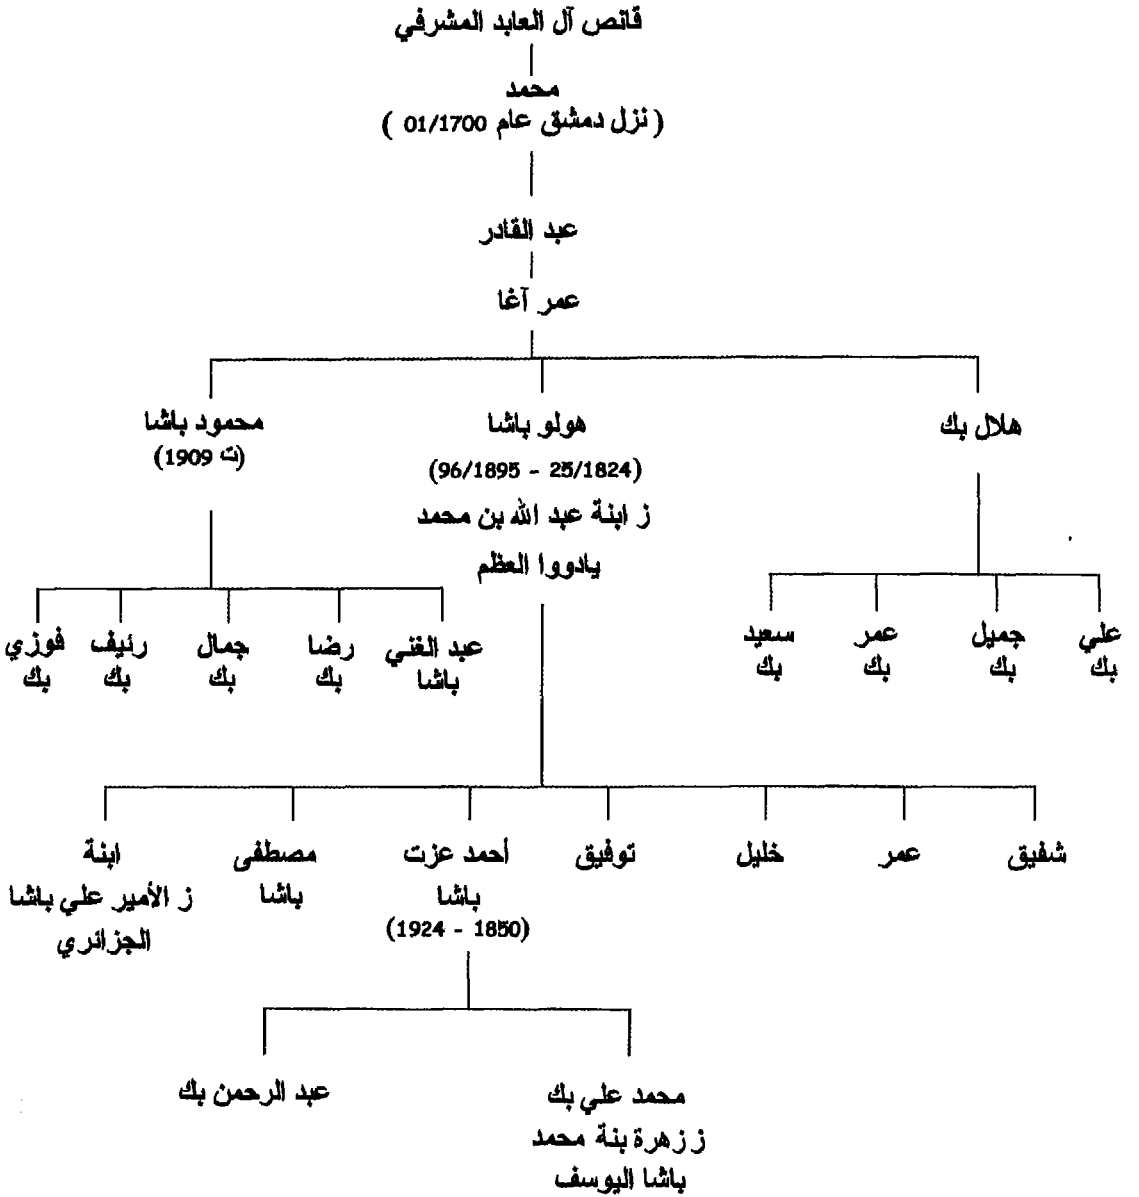 قانص آل العابد المشرفي
محمد
( نزل دمشق عام 01/1700 )
عبد القادر
عمر آغا
هلال بك
هولو باشا
(25/1824 - 96/1895)
ز ابنة عبد الله بن محمد
يادووا العظم
محمود باشا
(ت 1909)
علي
بك
جميل
بك
عمر
بك
سعيد
بك
عبد الغني
باشا
رضا
بك
جمال
بك
رئيف
بك
فوزي
بك
شفيق
عمر
خليل
توفيق
أحمد عزت
باشا
(1850 - 1924)
مصطفى
باشا
ابنة
ز الأمير علي باشا
الجزائري
محمد علي بك
ز زهرة بنة محمد
باشا اليوسف
عبد الرحمن بك